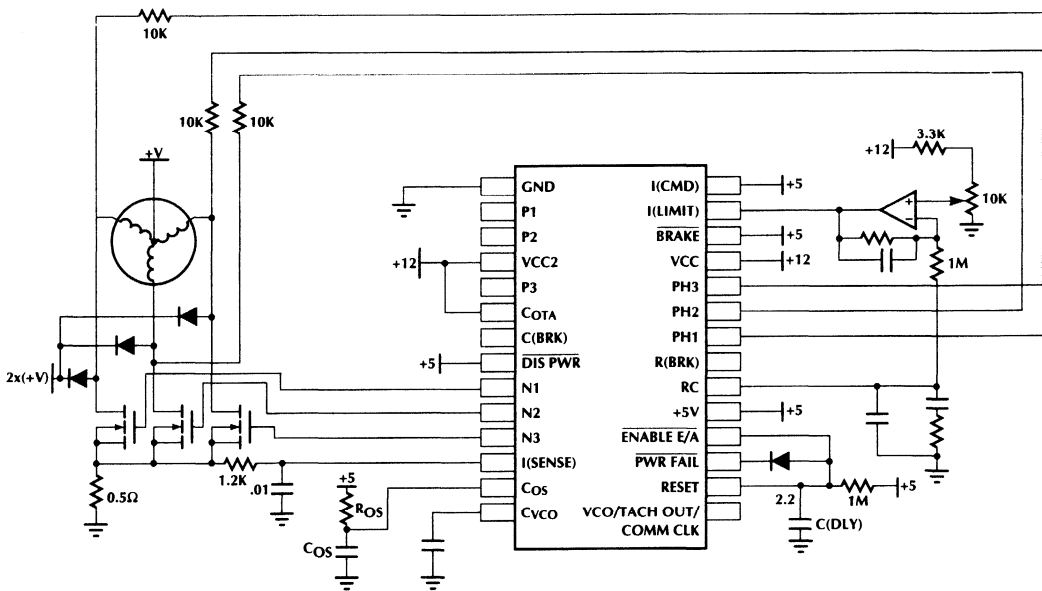 10K
10K
10K
+V
2x(+V)
0.5Ω
1.2K
.01
+5
ROS
COS
+12
+5
GND
P1
P2
VCC2
P3
COTA
C(BRK)
DIS PWR
N1
N2
N3
I(SENSE)
COS
CVCO
I(CMD)
I(LIMIT)
BRAKE
VCC
PH3
PH2
PH1
R(BRK)
RC
+5V
ENABLE E/A
PWR FAIL
RESET
VCO/TACH OUT/
COMM CLK
+5
+5
+12
+5
3.3K
+12
10K
1M
2.2
1M
+5
C(DLY)